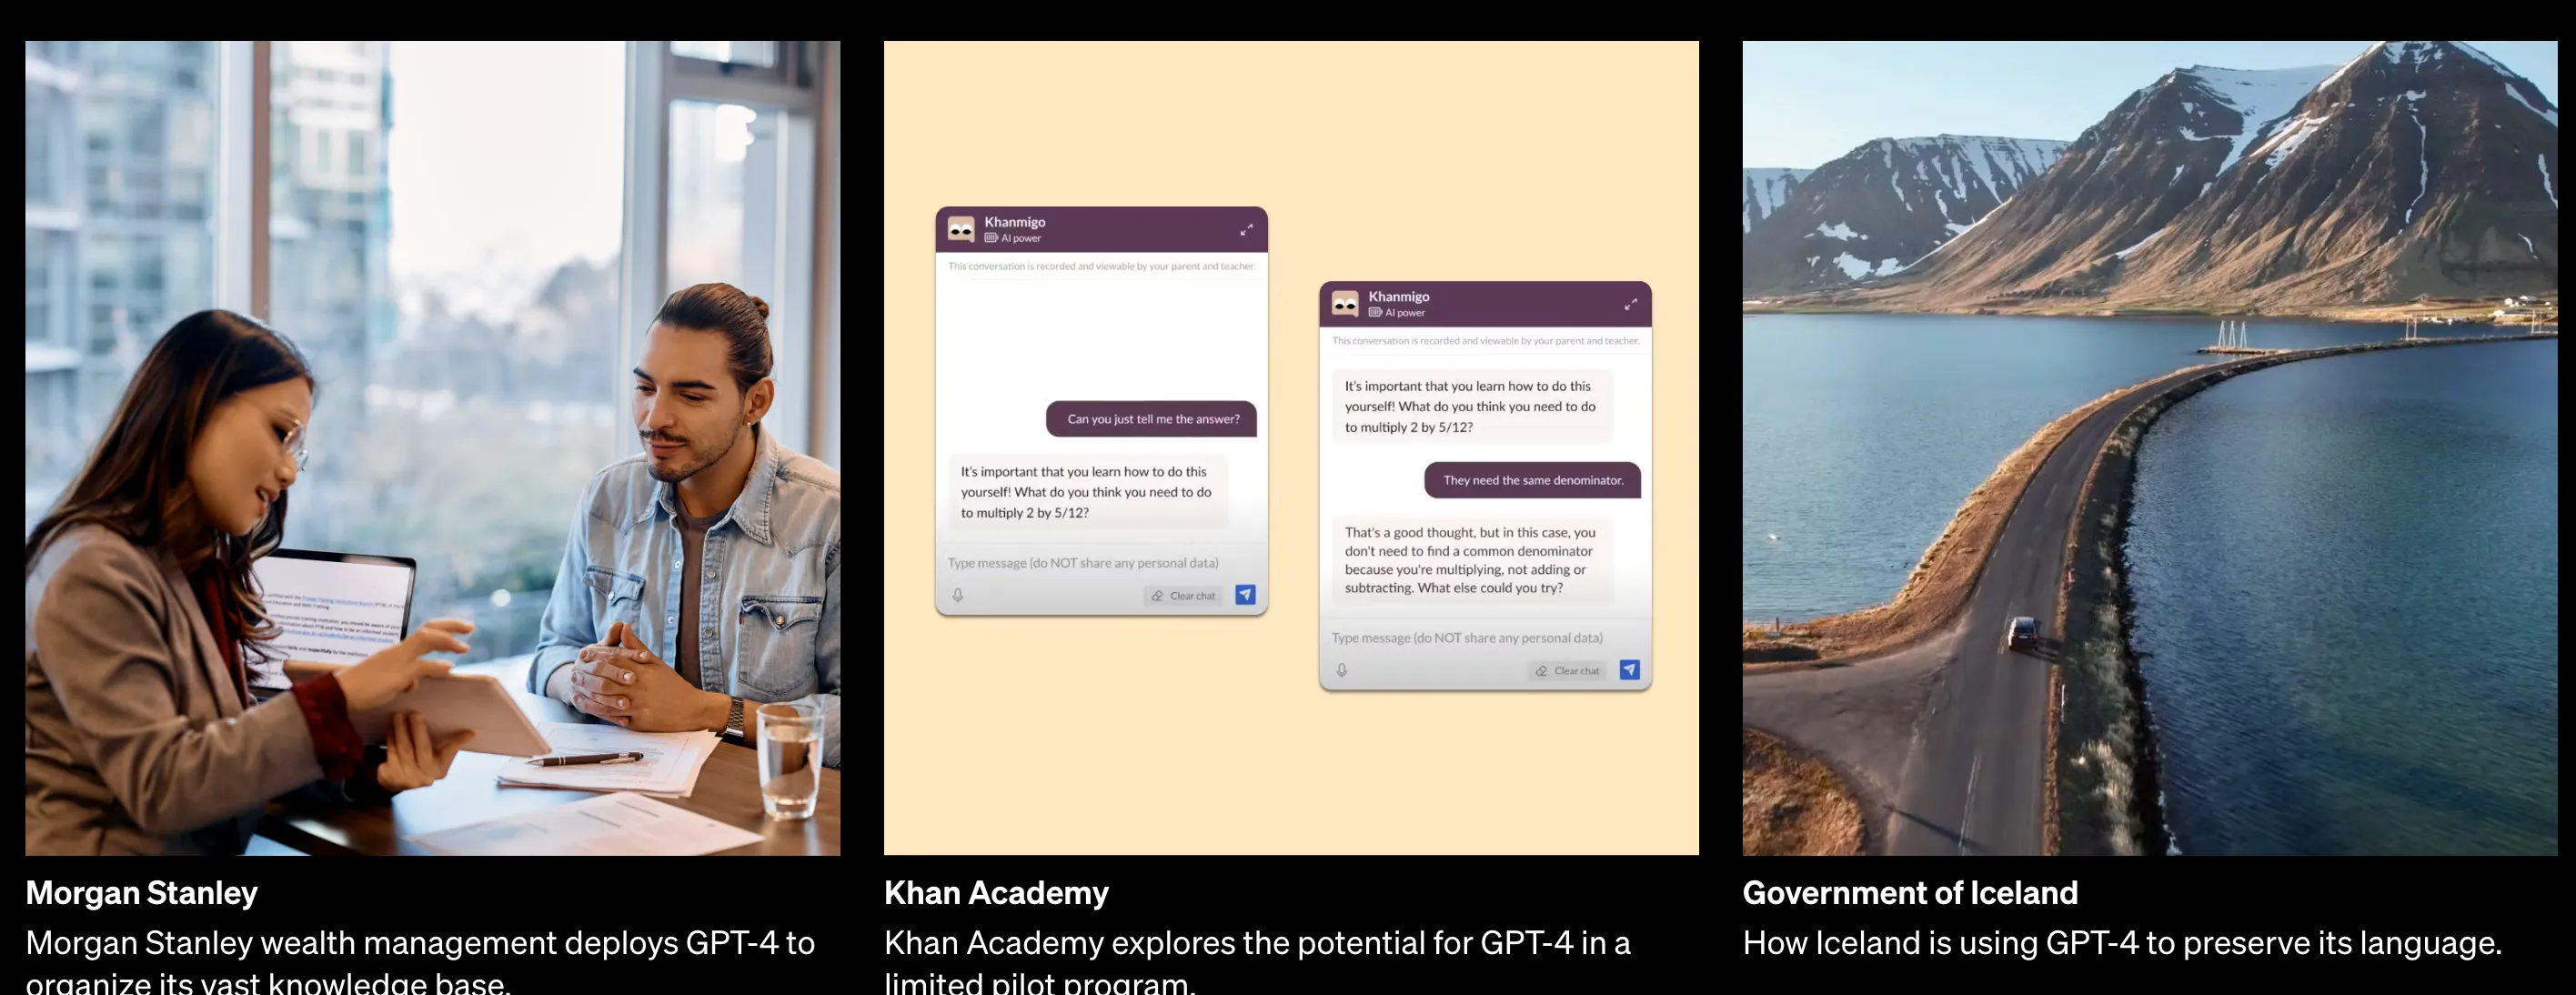 Khanmigo
AI power
This conversation is recorded and viewable by your parent and teacher.
Can you just tell me the answer?
It's important that you learn how to do this
yourself! What do you think you need to do
to multiply 2 by 5/12?
Type message (do NOT share any personal data)
Clear chat
Khanmigo
AI power
This conversation is recorded and viewable by your parent and teacher.
It's important that you learn how to do this
yourself! What do you think you need to do
to multiply 2 by 5/12?
They need the same denominator.
That's a good thought, but in this case, you
don't need to find a common denominator
because you're multiplying, not adding or
subtracting. What else could you try?
Type message (do NOT share any personal data)
Clear chat
Morgan Stanley
Morgan Stanley wealth management deploys GPT-4 to
organize its vast knowledge base.
Khan Academy
Khan Academy explores the potential for GPT-4 in a
limited pilot program.
Government of Iceland
How Iceland is using GPT-4 to preserve its language.